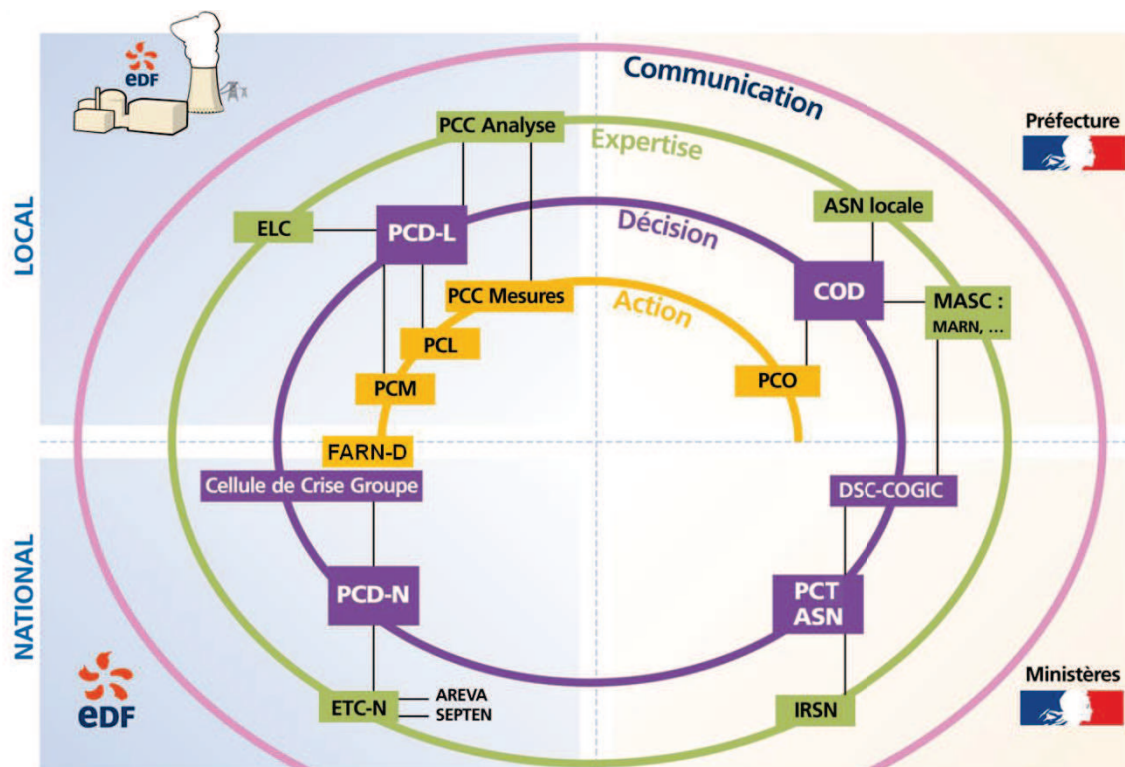 eDF
Communication
PCC Analyse
Expertise
Préfecture
LOCAL
ELC
PCD-L
Décision
ASN locale
PCC Mesures
Action
COD
MASC :
MARN, ...
PCL
PCM
PCO
FARN-D
Cellule de Crise Groupe
DSC-COGIC
NATIONAL
PCD-N
PCT
ASN
eDF
ETC-N
AREVA
SEPTEN
IRSN
Ministères